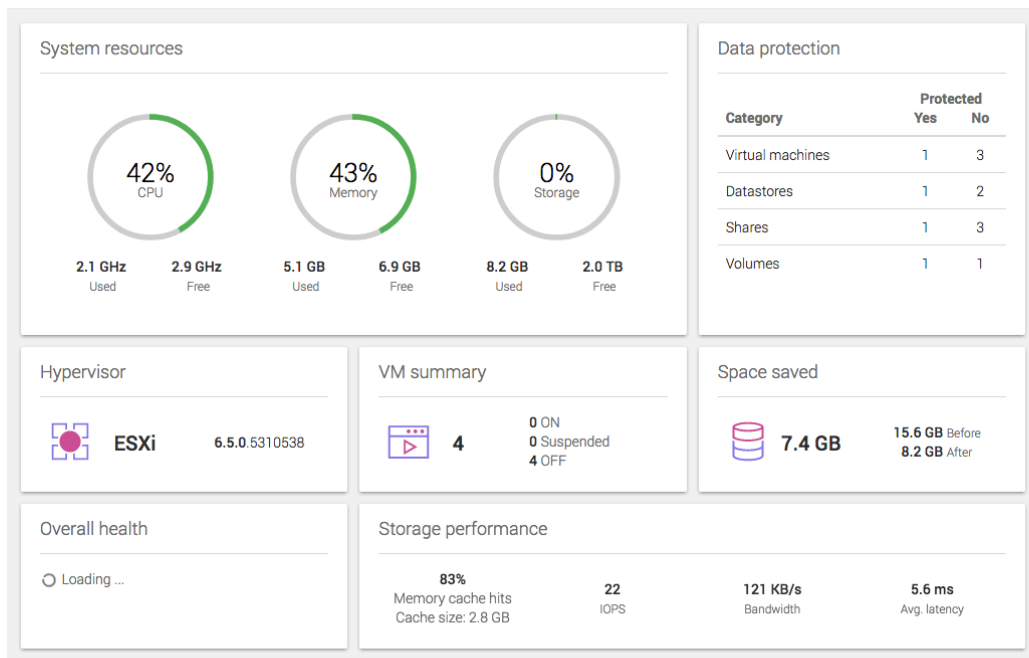 System resources
42%
CPU
2.1 GHz
Used
2.9 GHz
Free
43%
Memory
5.1 GB
Used
6.9 GB
Free
0%
Storage
8.2 GB
Used
2.0 TB
Free
Data protection
Protected
Category Yes No
Virtual machines 1 3
Datastores 1 2
Shares 1 3
Volumes 1 1
Hypervisor
ESXi 6.5.0.5310538
VM summary
4
0 ON
0 Suspended
4 OFF
Space saved
7.4 GB
15.6 GB Before
8.2 GB After
Overall health
Loading ...
Storage performance
83%
Memory cache hits
Cache size: 2.8 GB
22
IOPS
121 KB/s
Bandwidth
5.6 ms
Avg. latency